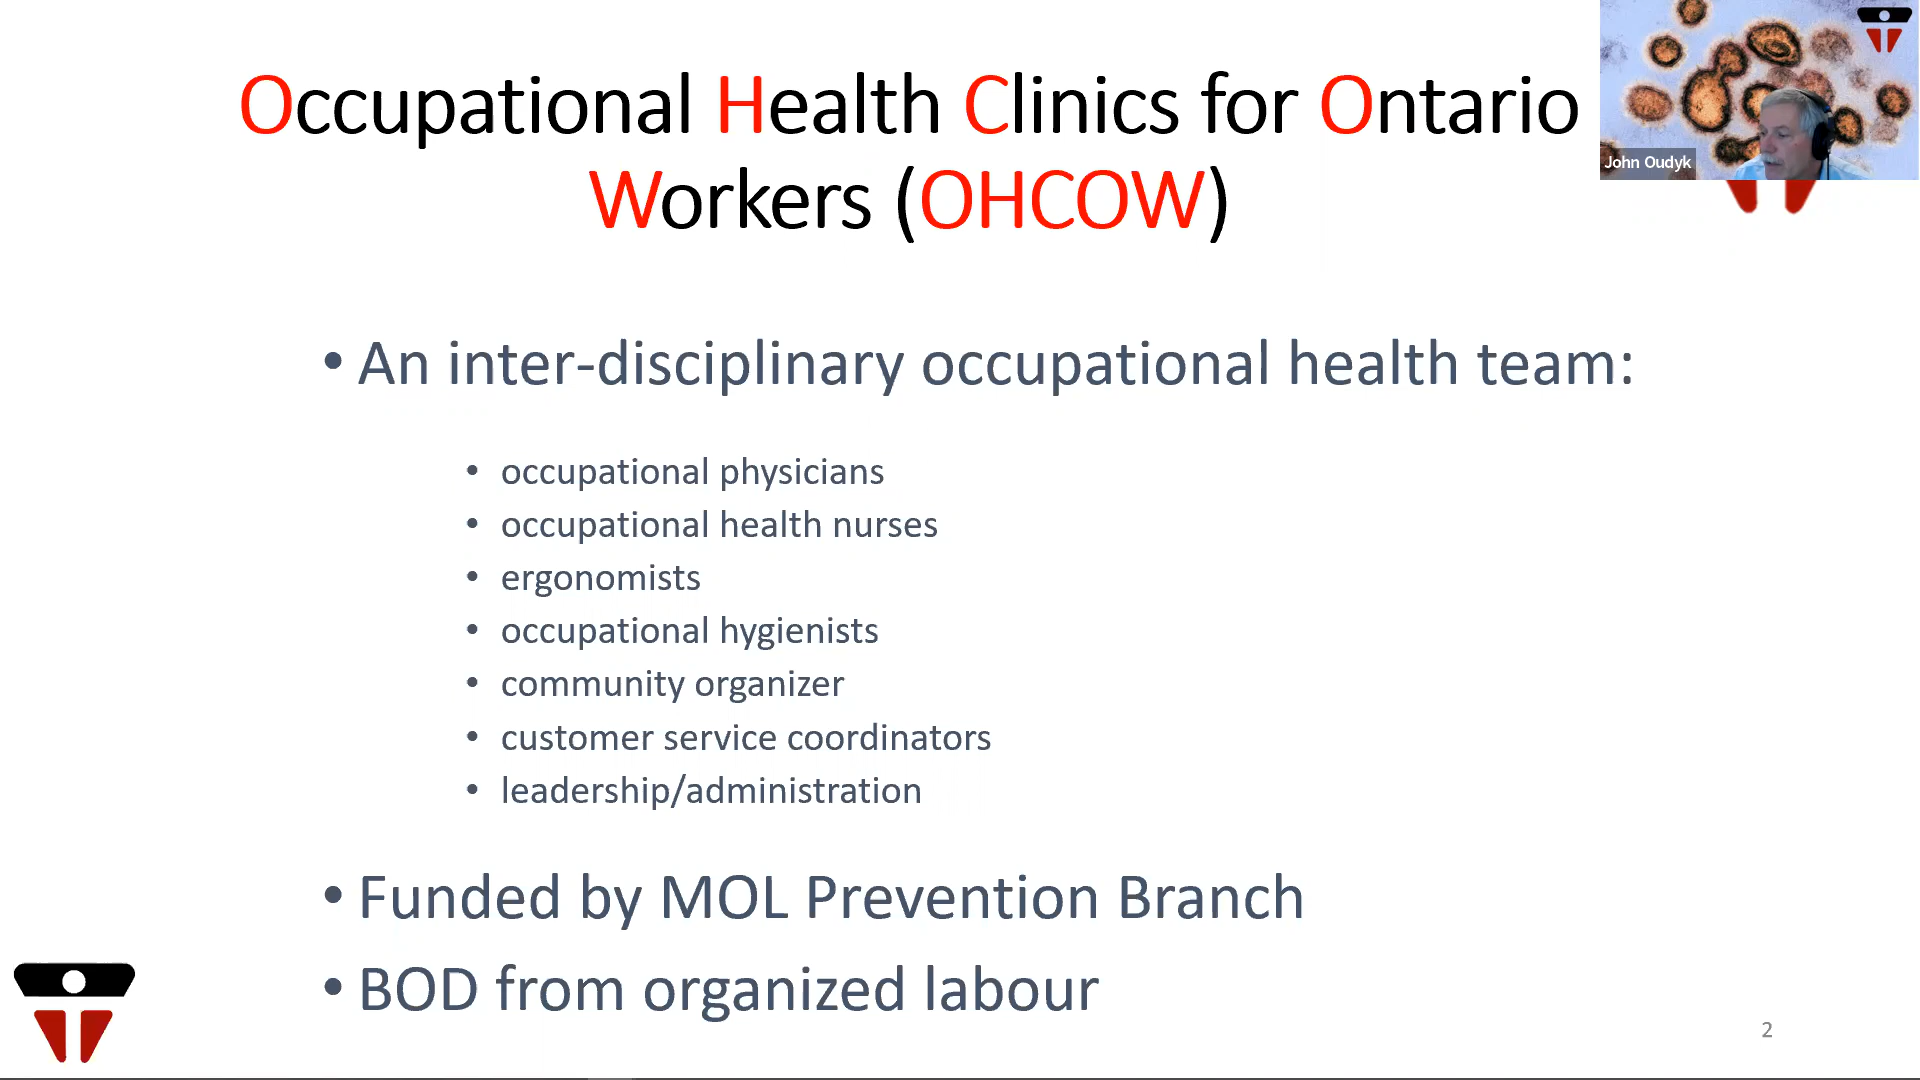 Occupational Health Clinics for Ontario
Workers (OHCOW)
John Oudyk
• An inter-disciplinary occupational health team:
• occupational physicians
• occupational health nurses
• ergonomists
• occupational hygienists
• community organizer
• customer service coordinators
• leadership/administration
• Funded by MOL Prevention Branch
• BOD from organized labour
2